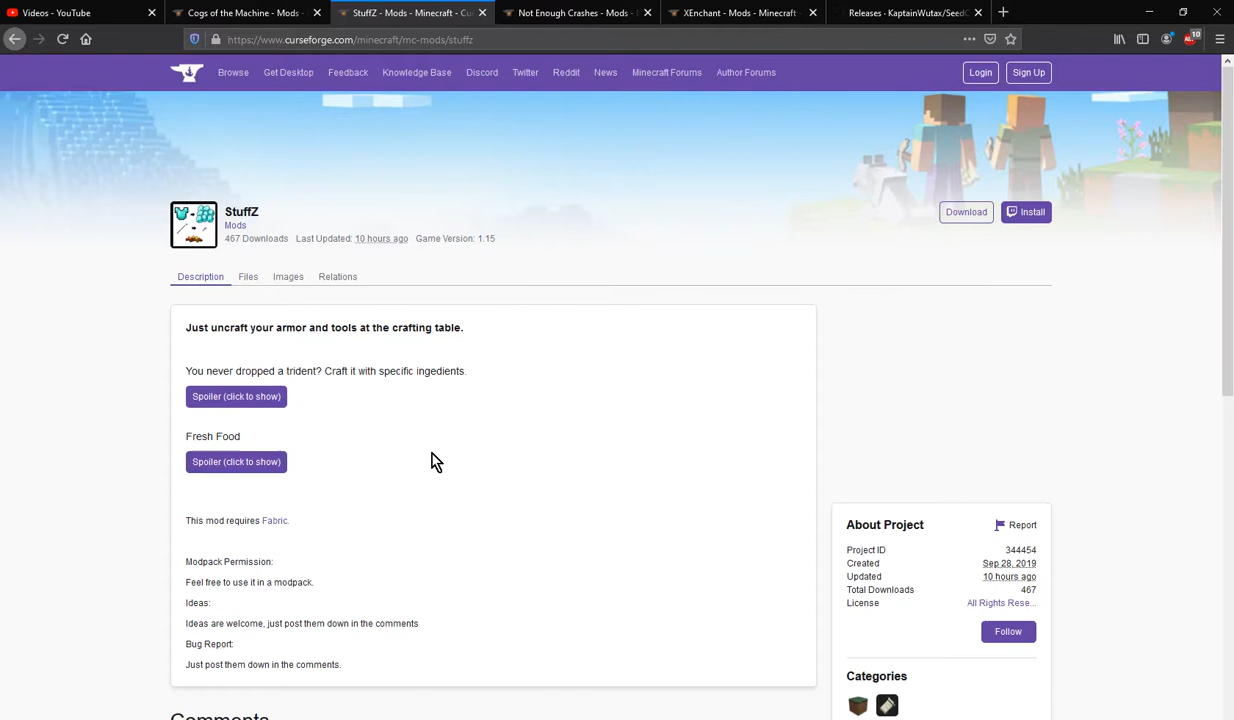 Videos - YouTube
Cogs of the Machine - Mods -
StuffZ - Mods - Minecraft - Cu
Not Enough Crashes - Mods -
XEnchant - Mods - Minecraft -
Releases · KaptainWutax/Seed
https://www.curseforge.com/minecraft/mc-mods/stuffz
10
Browse Get Desktop Feedback Knowledge Base Discord Twitter Reddit News Minecraft Forums Author Forums
Login Sign Up
StuffZ
Mods
467 Downloads Last Updated: 10 hours ago Game Version: 1.15
Download Install
Description Files Images Relations
Just uncraft your armor and tools at the crafting table.
You never dropped a trident? Craft it with specific ingedients.
Spoiler (click to show)
Fresh Food
Spoiler (click to show)
This mod requires Fabric.
Modpack Permission:
Feel free to use it in a modpack.
Ideas:
Ideas are welcome, just post them down in the comments
Bug Report:
Just post them down in the comments.
About Project Report
Project ID 344454
Created Sep 28, 2019
Updated 10 hours ago
Total Downloads 467
License All Rights Rese...
Follow
Categories
Comments